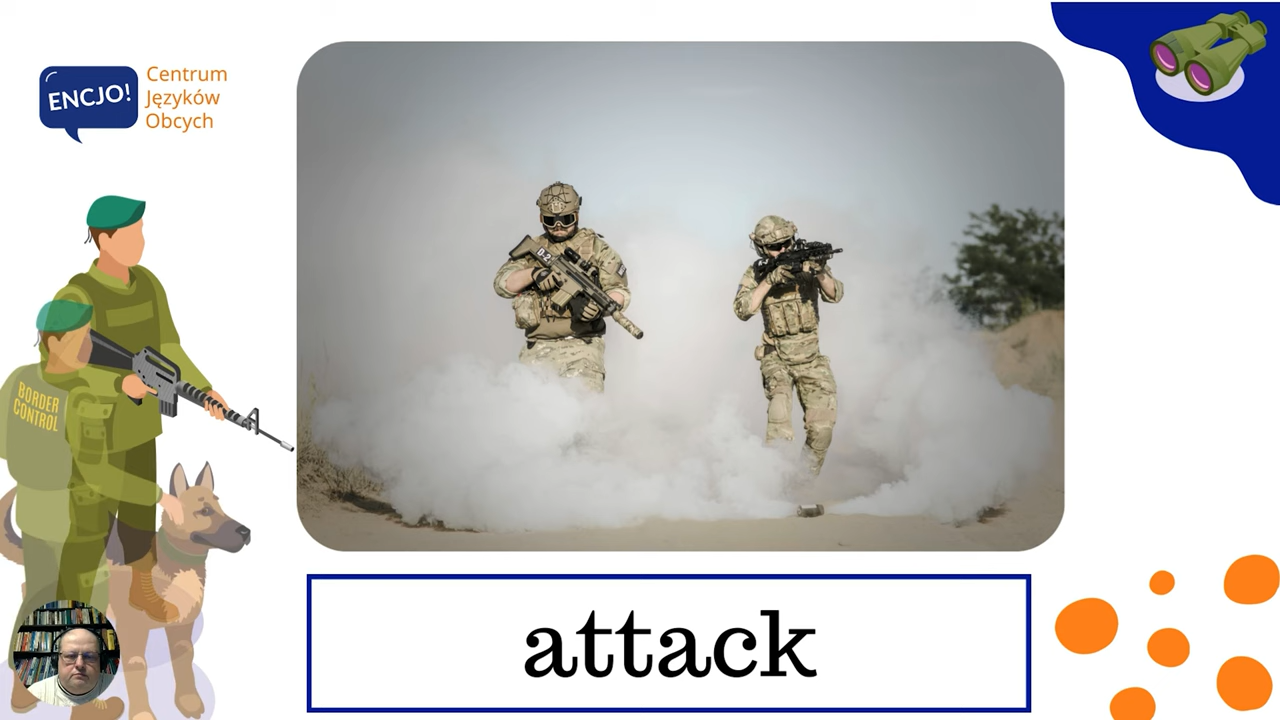 ENCJO!
Centrum
Języków
Obcych
BORDER
CONTROL
attack